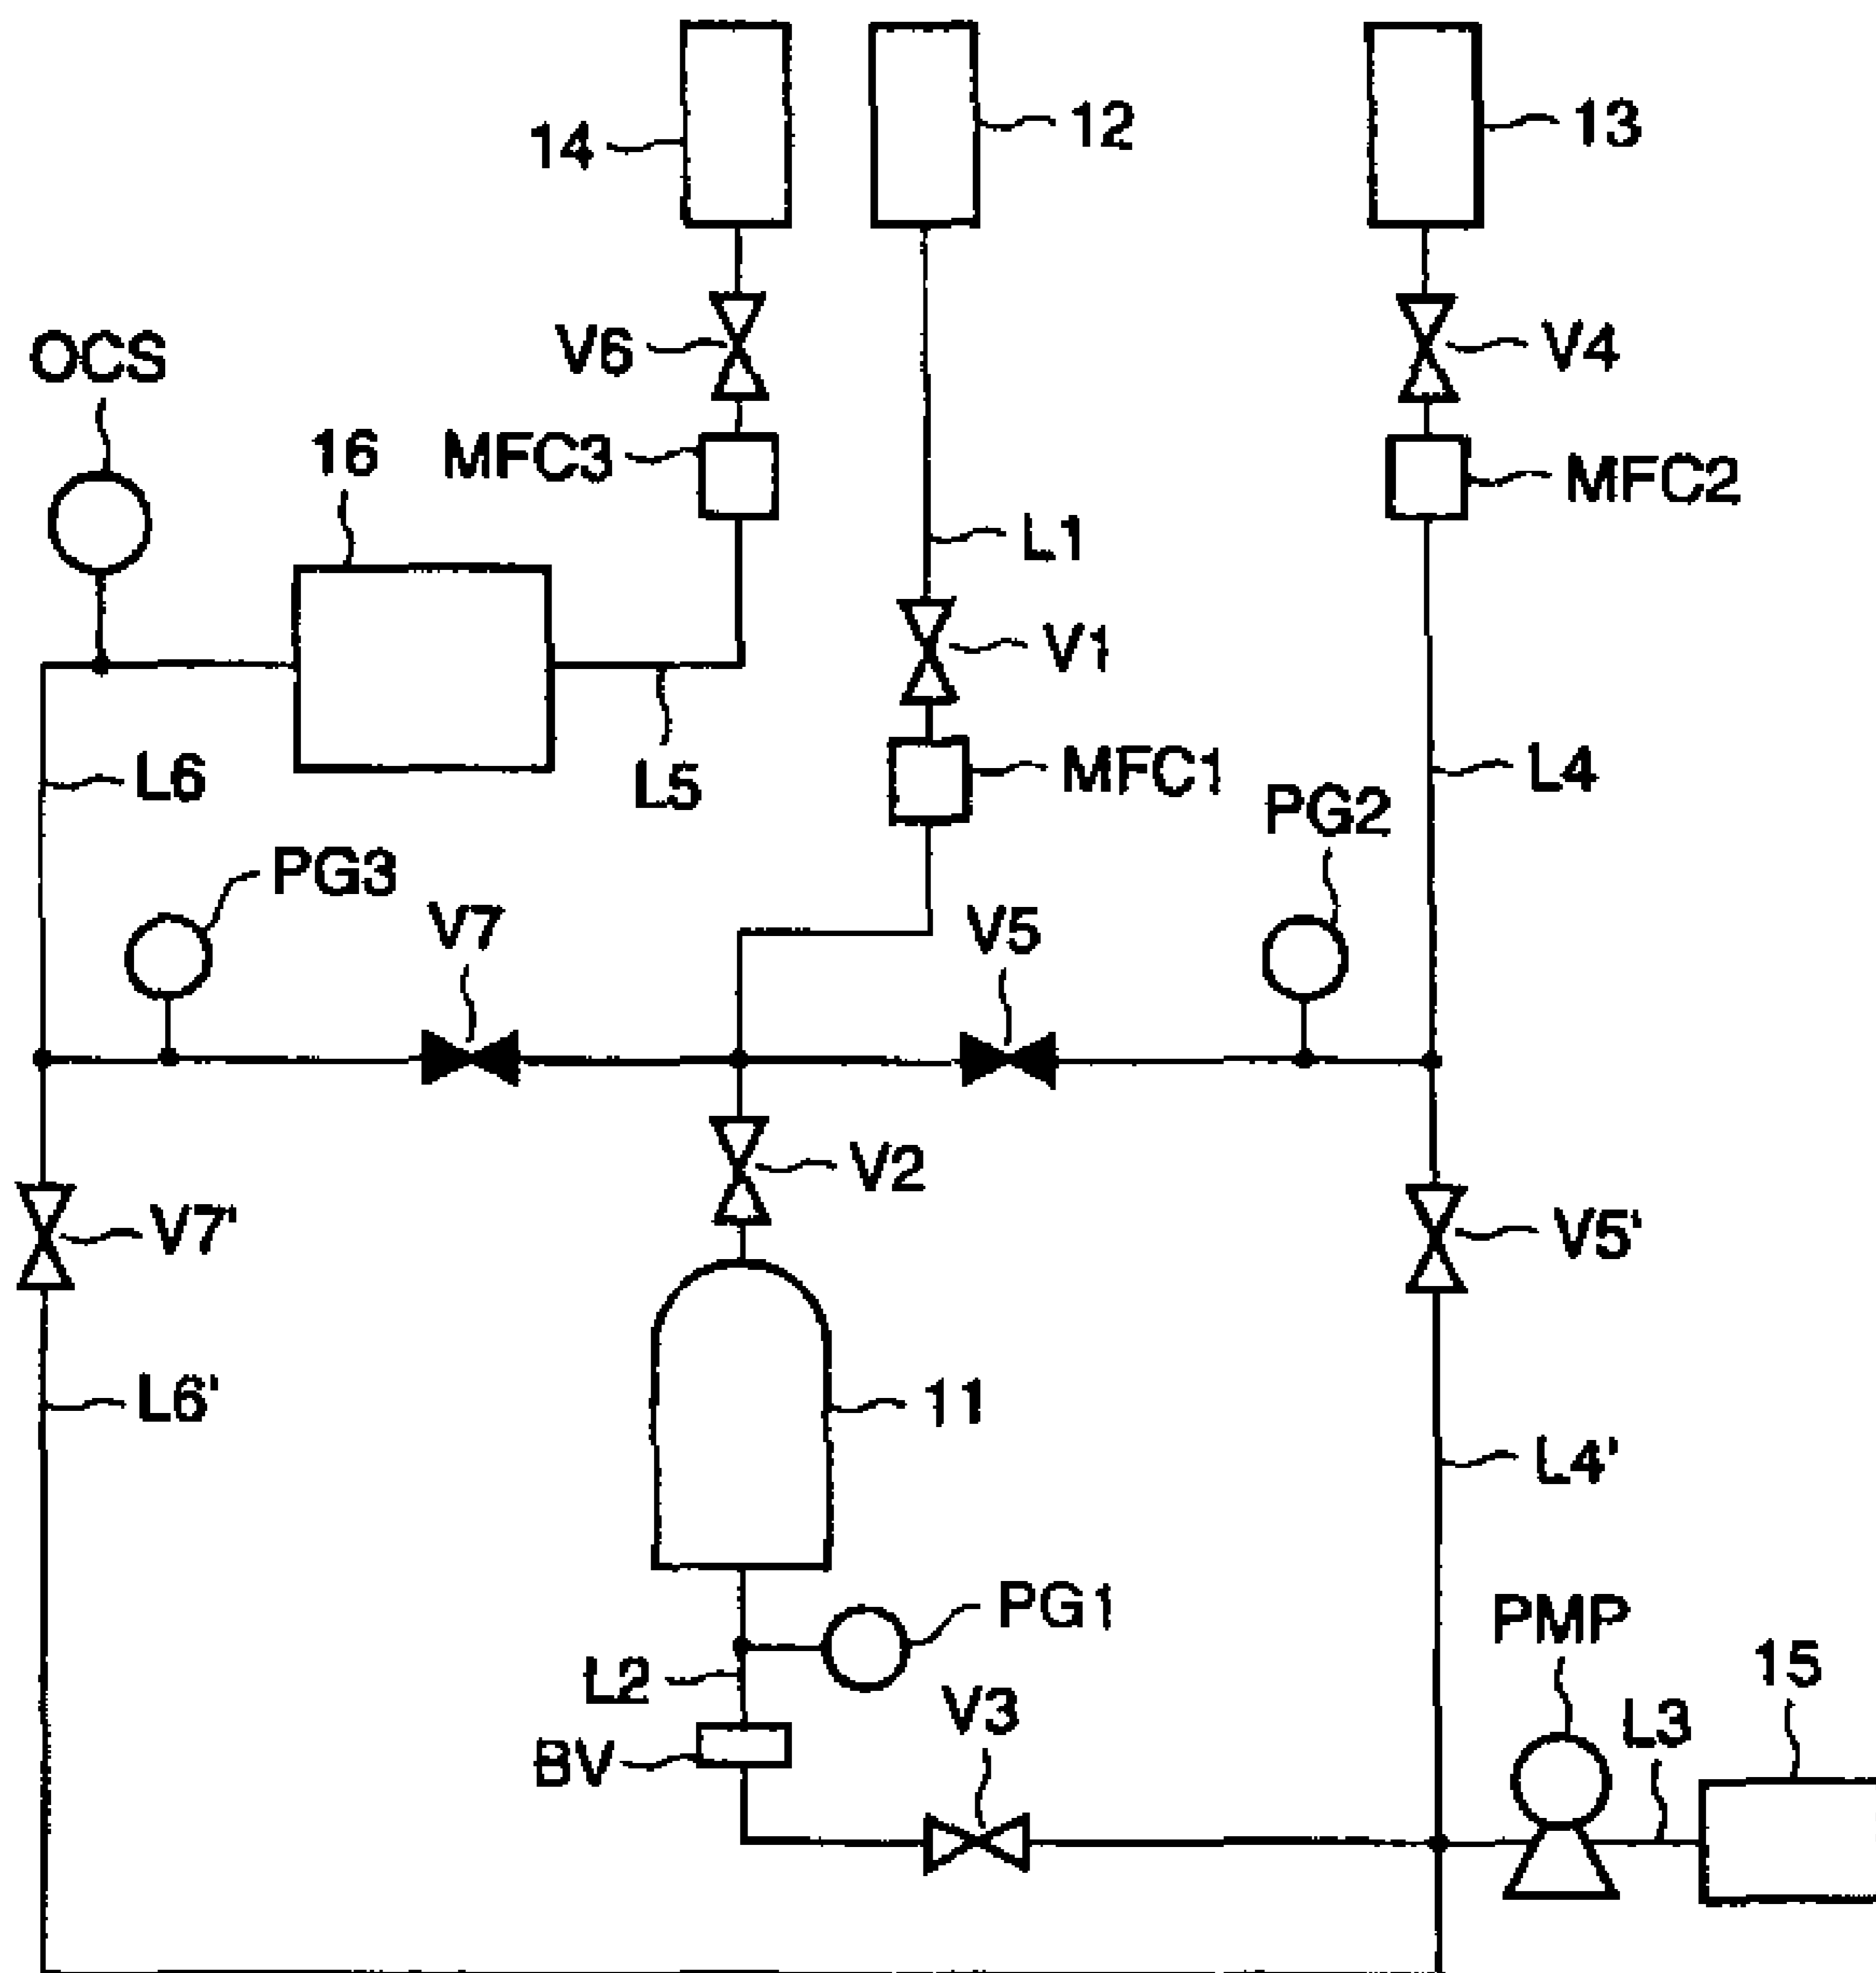 14
12
13
OCS
V6
V4
16
MFC3
MFC2
L1
V1
L6
L5
MFC1
L4
PG2
PG3
V7
V5
V2
V7'
V5'
L6'
11
L4'
PG1
PMP
L2
V3
L3
15
BV